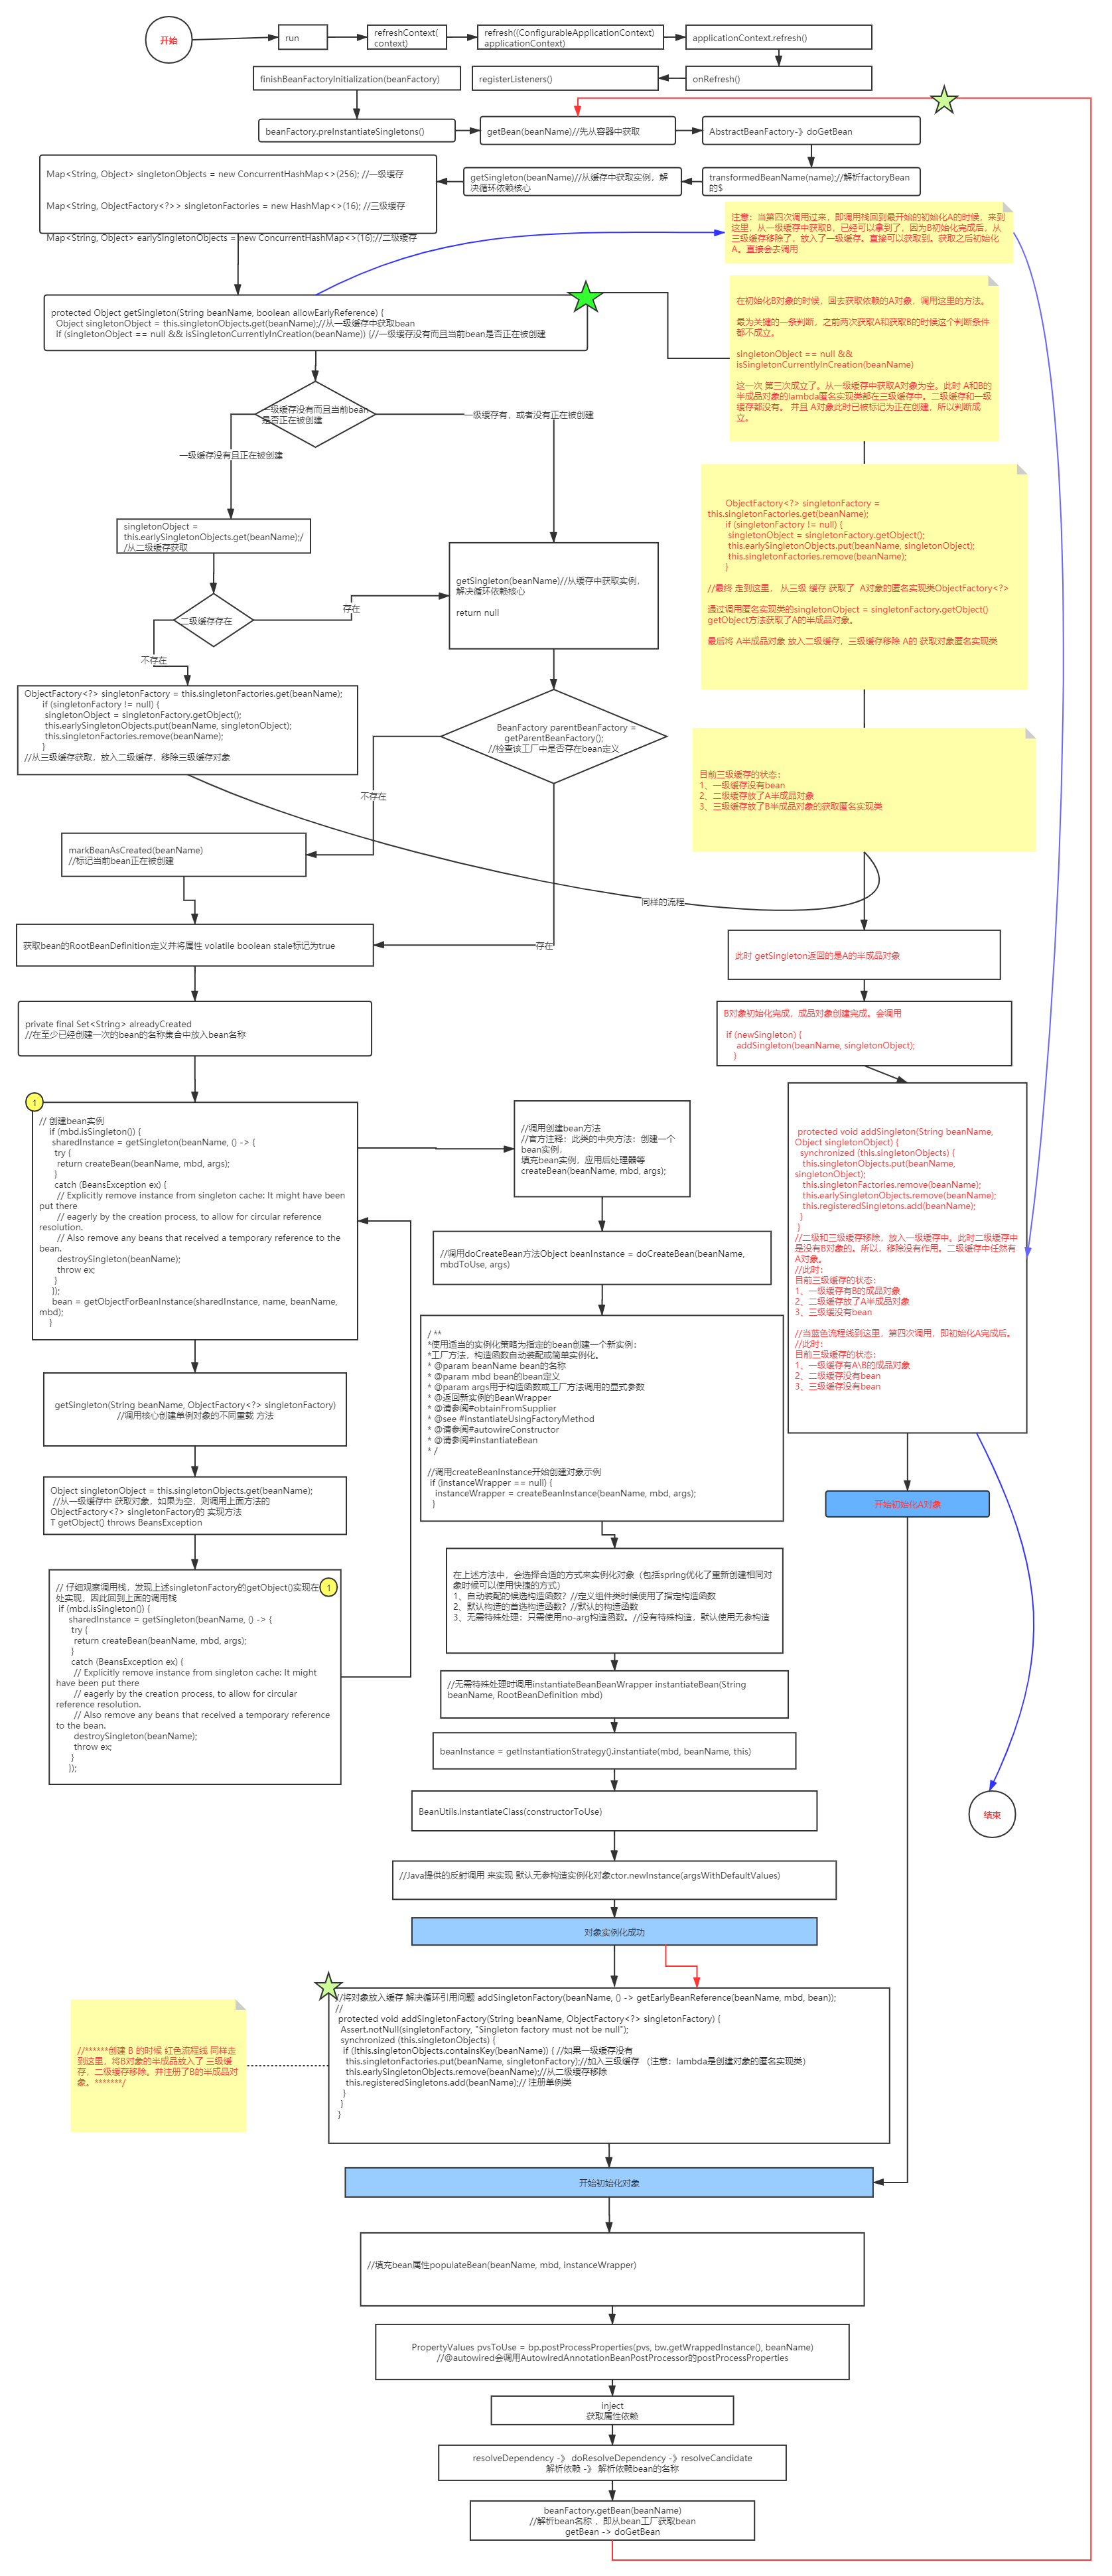 开始
run
refreshContext(
context)
refresh((ConfigurableApplicationContext)
applicationContext)
applicationContext.refresh()
finishBeanFactoryInitialization(beanFactory)
registerListeners()
onRefresh()
beanFactory.preInstantiateSingletons()
getBean(beanName)//先从容器中获取
AbstractBeanFactory-》doGetBean
Map<String, Object> singletonObjects = new ConcurrentHashMap<>(256); //一级缓存
Map<String, ObjectFactory<?>> singletonFactories = new HashMap<>(16); //三级缓存
Map<String, Object> earlySingletonObjects = new ConcurrentHashMap<>(16);//二级缓存
getSingleton(beanName)//从缓存中获取实例，解
决循环依赖核心
transformedBeanName(name);//解析factoryBean
的$
注意：当第四次调用过来，即调用栈回到最开始的初始化A的时候，来到
这里，从一级缓存中获取B，已经可以拿到了，因为B初始化完成后，从
三级缓存移除了，放入了一级缓存。直接可以获取到。获取之后初始化
A。直接会去调用
protected Object getSingleton(String beanName, boolean allowEarlyReference) {
Object singletonObject = this.singletonObjects.get(beanName);//从一级缓存中获取bean
if (singletonObject == null && isSingletonCurrentlyInCreation(beanName)) {//一级缓存没有而且当前bean是否正在被创建
在初始化B对象的时候，回去获取依赖的A对象，调用这里的方法。
最为关键的一条判断，之前两次获取A和获取B的时候这个判断条件
都不成立。
singletonObject == null &&
isSingletonCurrentlyInCreation(beanName)
这一次 第三次成立了。从一级缓存中获取A对象为空。此时 A和B的
半成品对象的lambda匿名实现类都在三级缓存中。二级缓存和一级
缓存都没有。 并且 A对象此时已被标记为正在创建，所以判断成
立。
一级缓存没有而且当前bean
是否正在被创建
一级缓存有，或者没有正在被创建
一级缓存没有且正在被创建
singletonObject =
this.earlySingletonObjects.get(beanName);/
/从二级缓存获取
二级缓存存在
存在
不存在
getSingleton(beanName)//从缓存中获取实例，
解决循环依赖核心
return null
ObjectFactory<?> singletonFactory =
this.singletonFactories.get(beanName);
if (singletonFactory != null) {
singletonObject = singletonFactory.getObject();
this.earlySingletonObjects.put(beanName, singletonObject);
this.singletonFactories.remove(beanName);
}
//最终 走到这里， 从三级 缓存 获取了 A对象的匿名实现类ObjectFactory<?>
通过调用匿名实现类的singletonObject = singletonFactory.getObject()
getObject方法获取了A的半成品对象。
最后将 A半成品对象 放入二级缓存，三级缓存移除 A的 获取对象匿名实现类
ObjectFactory<?> singletonFactory = this.singletonFactories.get(beanName);
if (singletonFactory != null) {
singletonObject = singletonFactory.getObject();
this.earlySingletonObjects.put(beanName, singletonObject);
this.singletonFactories.remove(beanName);
}
//从三级缓存获取，放入二级缓存，移除三级缓存对象
BeanFactory parentBeanFactory =
getParentBeanFactory();
//检查该工厂中是否存在bean定义
不存在
存在
目前三级缓存的状态：
1、一级缓存没有bean
2、二级缓存放了A半成品对象
3、三级缓存放了B半成品对象的获取匿名实现类
markBeanAsCreated(beanName)
//标记当前bean正在被创建
同样的流程
获取bean的RootBeanDefinition定义并将属性 volatile boolean stale标记为true
此时 getSingleton返回的是A的半成品对象
private final Set<String> alreadyCreated
//在至少已经创建一次的bean的名称集合中放入bean名称
B对象初始化完成，成品对象创建完成。会调用
if (newSingleton) {
addSingleton(beanName, singletonObject);
}
1
// 创建bean实例
if (mbd.isSingleton()) {
sharedInstance = getSingleton(beanName, () -> {
try {
return createBean(beanName, mbd, args);
}
catch (BeansException ex) {
// Explicitly remove instance from singleton cache: It might have been
put there
// eagerly by the creation process, to allow for circular reference
resolution.
// Also remove any beans that received a temporary reference to the
bean.
destroySingleton(beanName);
throw ex;
}
});
bean = getObjectForBeanInstance(sharedInstance, name, beanName,
mbd);
}
//调用创建bean方法
//官方注释：此类的中央方法：创建一个
bean实例，
填充bean实例，应用后处理器等
createBean(beanName, mbd, args);
//调用doCreateBean方法Object beanInstance = doCreateBean(beanName,
mbdToUse, args)
protected void addSingleton(String beanName,
Object singletonObject) {
synchronized (this.singletonObjects) {
this.singletonObjects.put(beanName,
singletonObject);
this.singletonFactories.remove(beanName);
this.earlySingletonObjects.remove(beanName);
this.registeredSingletons.add(beanName);
}
}
//二级和三级缓存移除，放入一级缓存中。此时二级缓存中
是没有B对象的。所以，移除没有作用。二级缓存中任然有
A对象。
//此时：
目前三级缓存的状态：
1、一级缓存有B的成品对象
2、二级缓存放了A半成品对象
3、三级缓没有bean
//当蓝色流程线到这里，第四次调用，即初始化A完成后。
//此时：
目前三级缓存的状态：
1、一级缓存有A\B的成品对象
2、二级缓存没有bean
3、三级缓存没有bean
/ **
*使用适当的实例化策略为指定的bean创建一个新实例：
*工厂方法，构造函数自动装配或简单实例化。
* @param beanName bean的名称
* @param mbd bean的bean定义
* @param args用于构造函数或工厂方法调用的显式参数
* @返回新实例的BeanWrapper
* @请参阅#obtainFromSupplier
* @see #instantiateUsingFactoryMethod
* @请参阅#autowireConstructor
* @请参阅#instantiateBean
* /
//调用createBeanInstance开始创建对象示例
if (instanceWrapper == null) {
instanceWrapper = createBeanInstance(beanName, mbd, args);
}
getSingleton(String beanName, ObjectFactory<?> singletonFactory)
//调用核心创建单例对象的不同重载 方法
Object singletonObject = this.singletonObjects.get(beanName);
//从一级缓存中 获取对象，如果为空，则调用上面方法的
ObjectFactory<?> singletonFactory的 实现方法
T getObject() throws BeansException
开始初始化A对象
// 仔细观察调用栈，发现上述singletonFactory的getObject()实现在
处实现，因此回到上面的调用栈
if (mbd.isSingleton()) {
sharedInstance = getSingleton(beanName, () -> {
try {
return createBean(beanName, mbd, args);
}
catch (BeansException ex) {
// Explicitly remove instance from singleton cache: It might
have been put there
// eagerly by the creation process, to allow for circular
reference resolution.
// Also remove any beans that received a temporary reference
to the bean.
destroySingleton(beanName);
throw ex;
}
});
1
在上述方法中，会选择合适的方式来实例化对象（包括spring优化了重新创建相同对
象时候可以使用快捷的方式）
1、自动装配的候选构造函数？//定义组件类时候使用了指定构造函数
2、默认构造的首选构造函数？//默认的构造函数
3、无需特殊处理：只需使用no-arg构造函数。//没有特殊构造，默认使用无参构造
//无需特殊处理时调用instantiateBeanBeanWrapper instantiateBean(String
beanName, RootBeanDefinition mbd)
beanInstance = getInstantiationStrategy().instantiate(mbd, beanName, this)
BeanUtils.instantiateClass(constructorToUse)
结束
//Java提供的反射调用 来实现 默认无参构造实例化对象ctor.newInstance(argsWithDefaultValues)
对象实例化成功
//将对象放入缓存 解决循环引用问题 addSingletonFactory(beanName, () -> getEarlyBeanReference(beanName, mbd, bean));
//
protected void addSingletonFactory(String beanName, ObjectFactory<?> singletonFactory) {
Assert.notNull(singletonFactory, "Singleton factory must not be null");
synchronized (this.singletonObjects) {
if (!this.singletonObjects.containsKey(beanName)) { //如果一级缓存没有
this.singletonFactories.put(beanName, singletonFactory);//加入三级缓存 （注意：lambda是创建对象的匿名实现类）
this.earlySingletonObjects.remove(beanName);//从二级缓存移除
this.registeredSingletons.add(beanName);// 注册单例类
}
}
}
//******创建 B 的时候 红色流程线 同样走
到这里，将B对象的半成品放入了 三级缓
存，二级缓存移除。并注册了B的半成品对
象。*******/
开始初始化对象
//填充bean属性populateBean(beanName, mbd, instanceWrapper)
PropertyValues pvsToUse = bp.postProcessProperties(pvs, bw.getWrappedInstance(), beanName)
//@autowired会调用AutowiredAnnotationBeanPostProcessor的postProcessProperties
inject
获取属性依赖
resolveDependency -》 doResolveDependency -》resolveCandidate
解析依赖 -》 解析依赖bean的名称
beanFactory.getBean(beanName)
//解析bean名称 ，即从bean工厂获取bean
getBean -> doGetBean